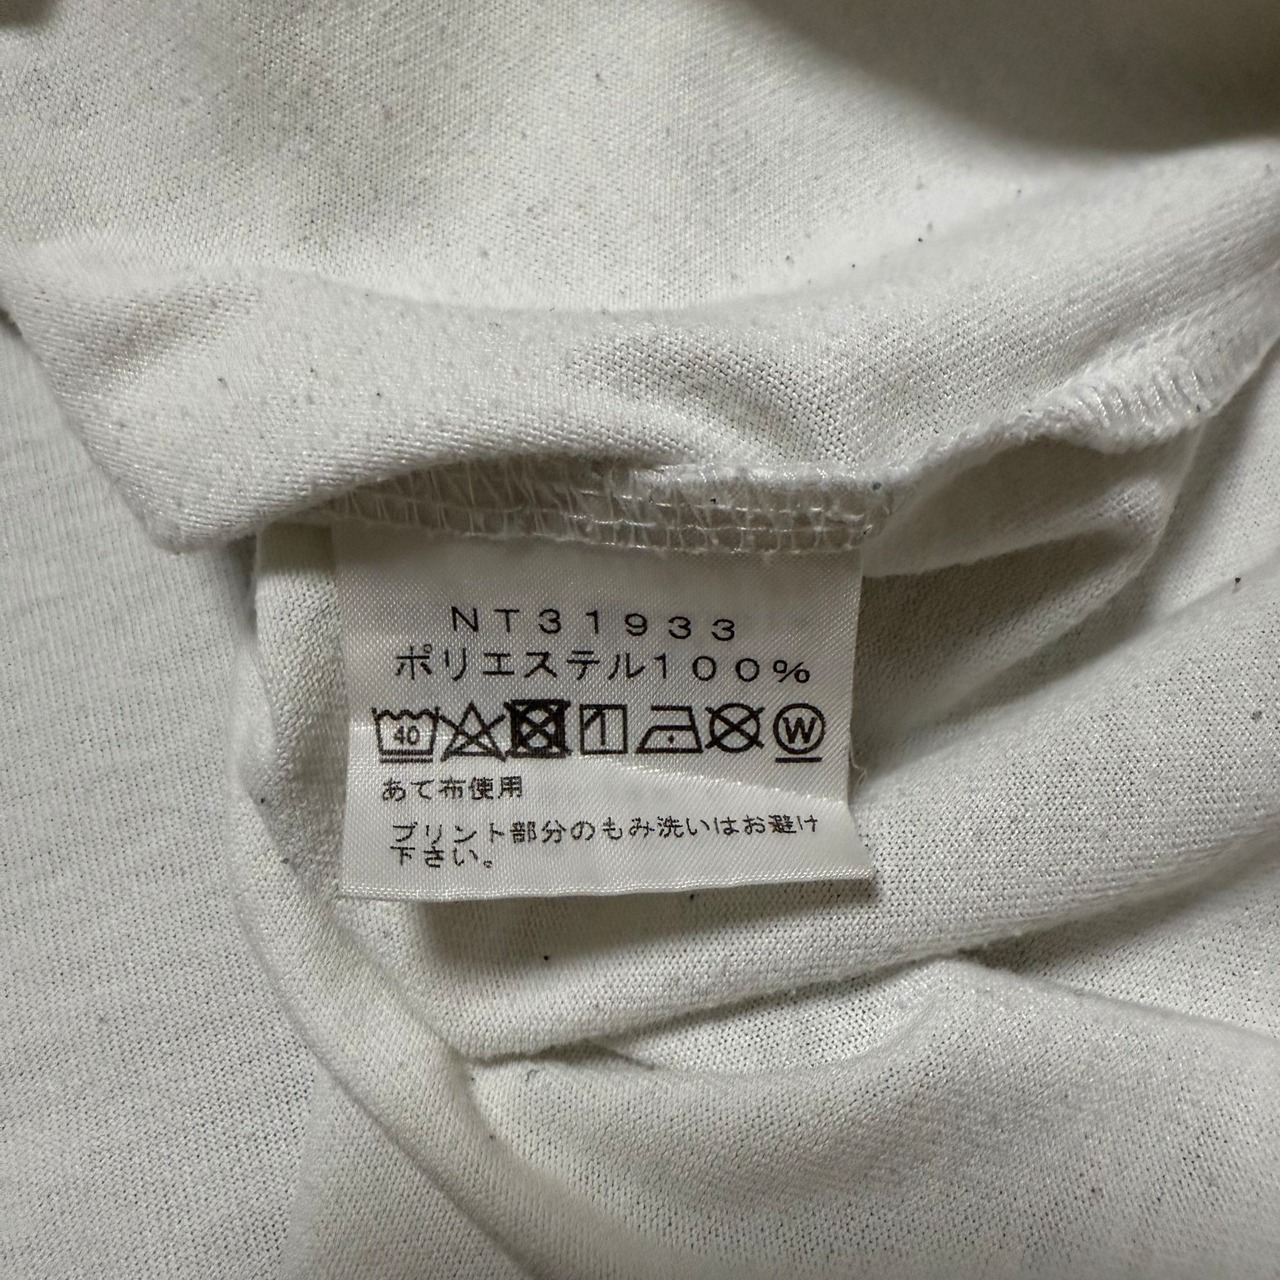 NT31933
ポリエステル100%
40 W
あて布使用
プリント部分のもみ洗いはお避け
下さい。